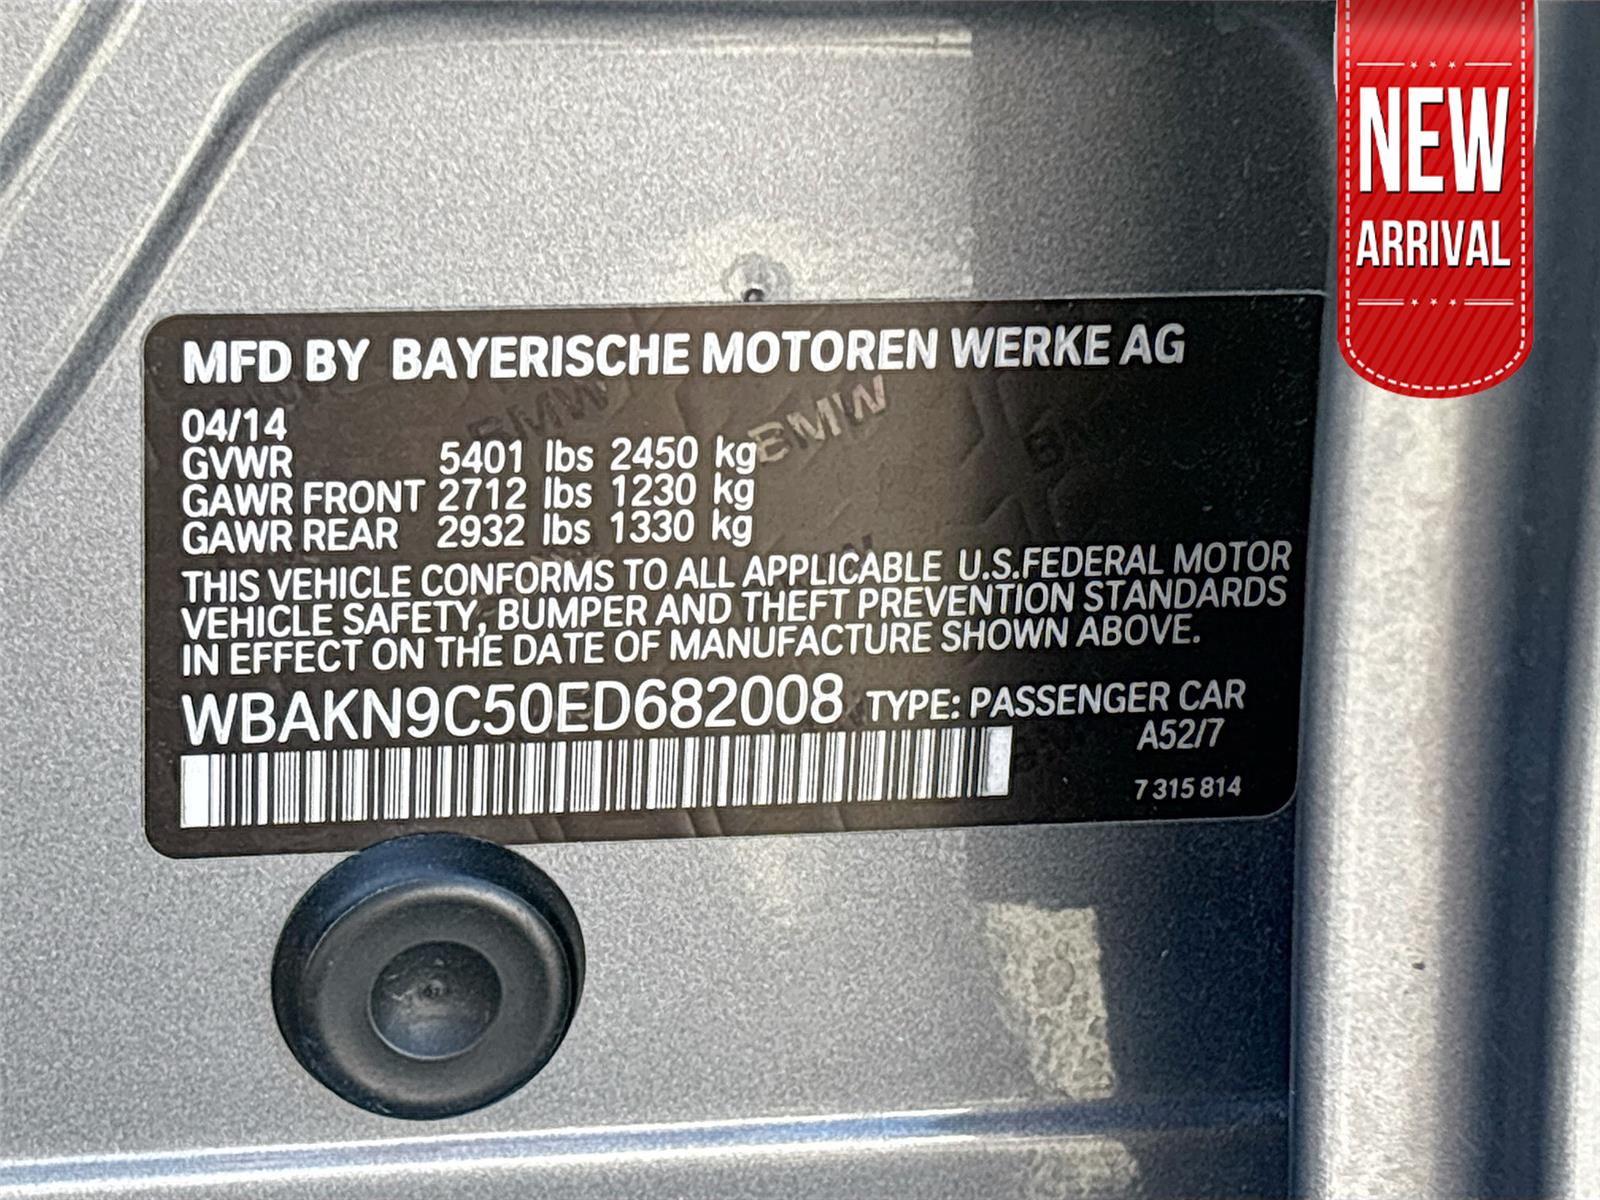 NEW
ARRIVAL
MFD BY BAYERISCHE MOTOREN WERKE AG
04/14
GVWR 5401 lbs 2450 kg
GAWR FRONT 2712 lbs 1230 kg
GAWR REAR 2932 lbs 1330 kg
BMW BMW BMW
THIS VEHICLE CONFORMS TO ALL APPLICABLE U.S.FEDERAL MOTOR
VEHICLE SAFETY, BUMPER AND THEFT PREVENTION STANDARDS
IN EFFECT ON THE DATE OF MANUFACTURE SHOWN ABOVE.
WBAKN9C50ED682008 TYPE: PASSENGER CAR
A52/7
7 315 814